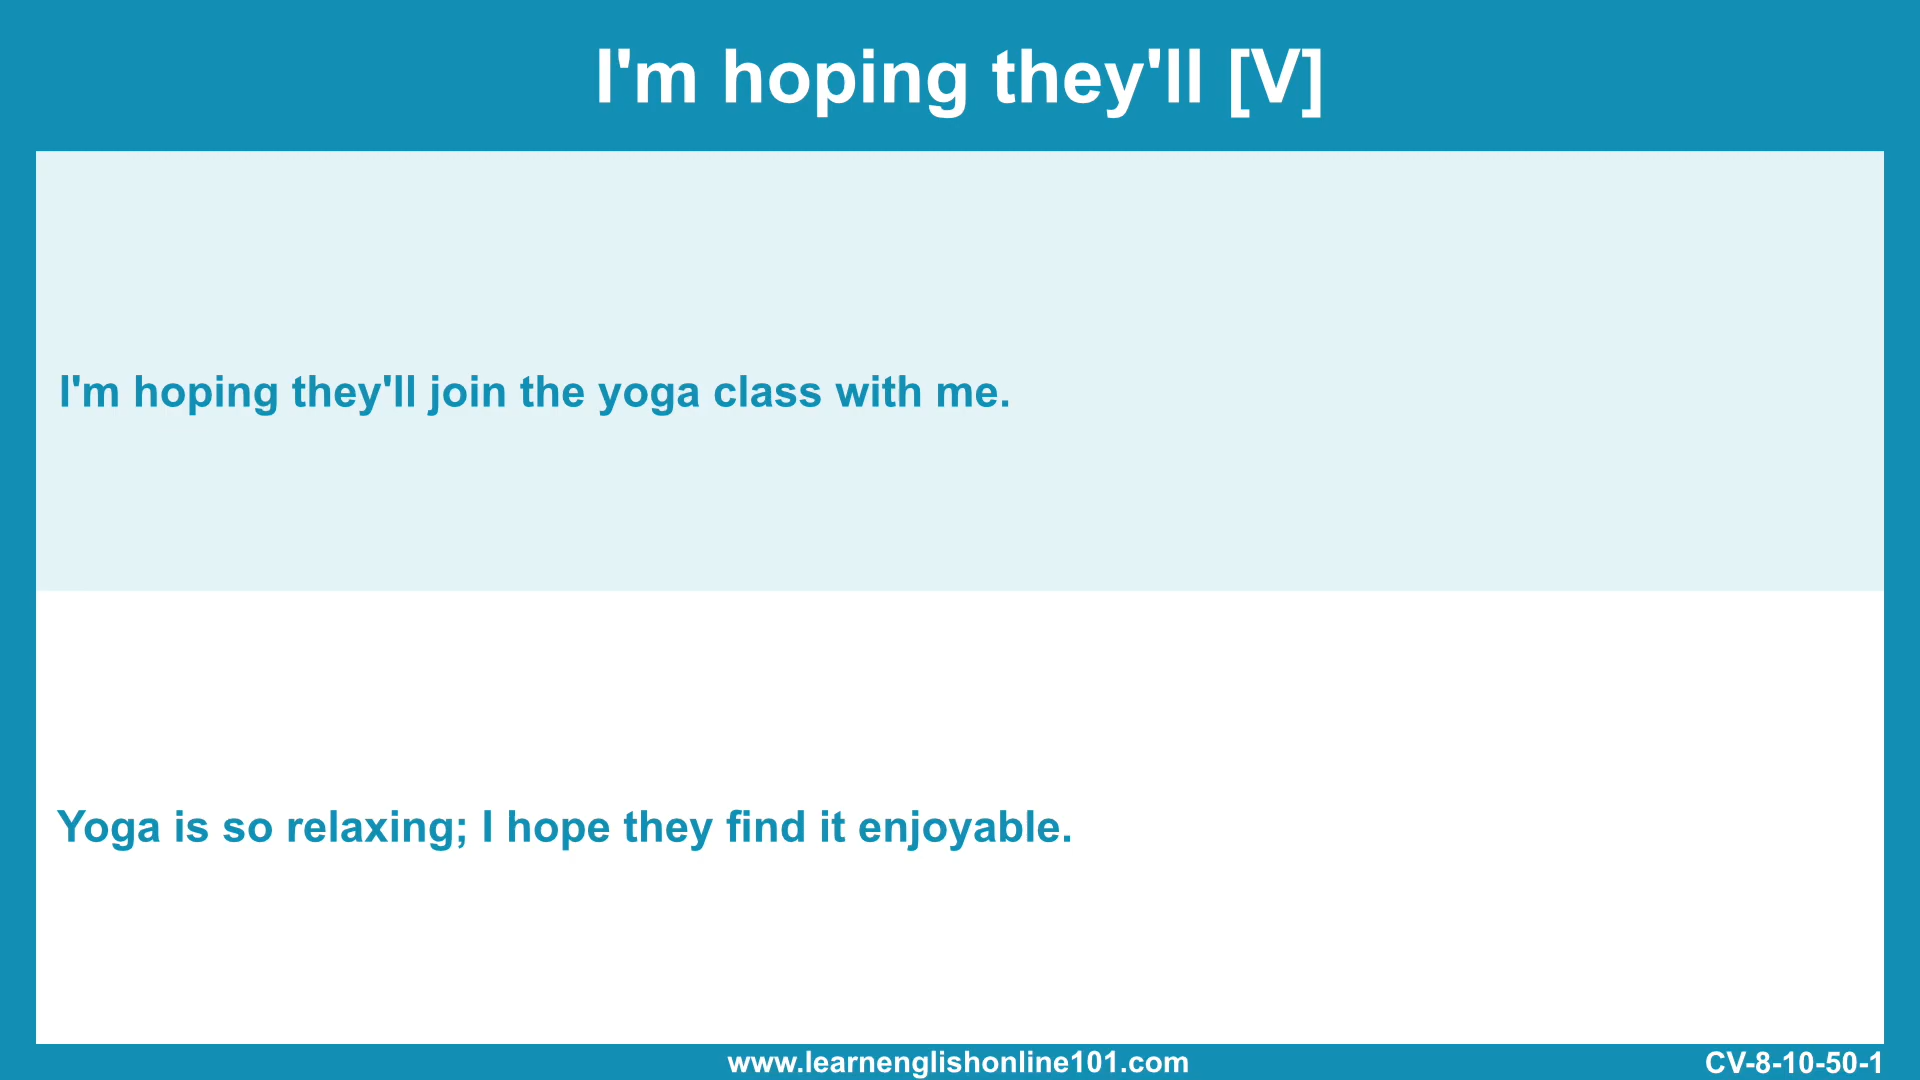 I'm hoping they'll [V]
I'm hoping they'll join the yoga class with me.
Yoga is so relaxing; I hope they find it enjoyable.
www.learnenglishonline101.com
CV-8-10-50-1